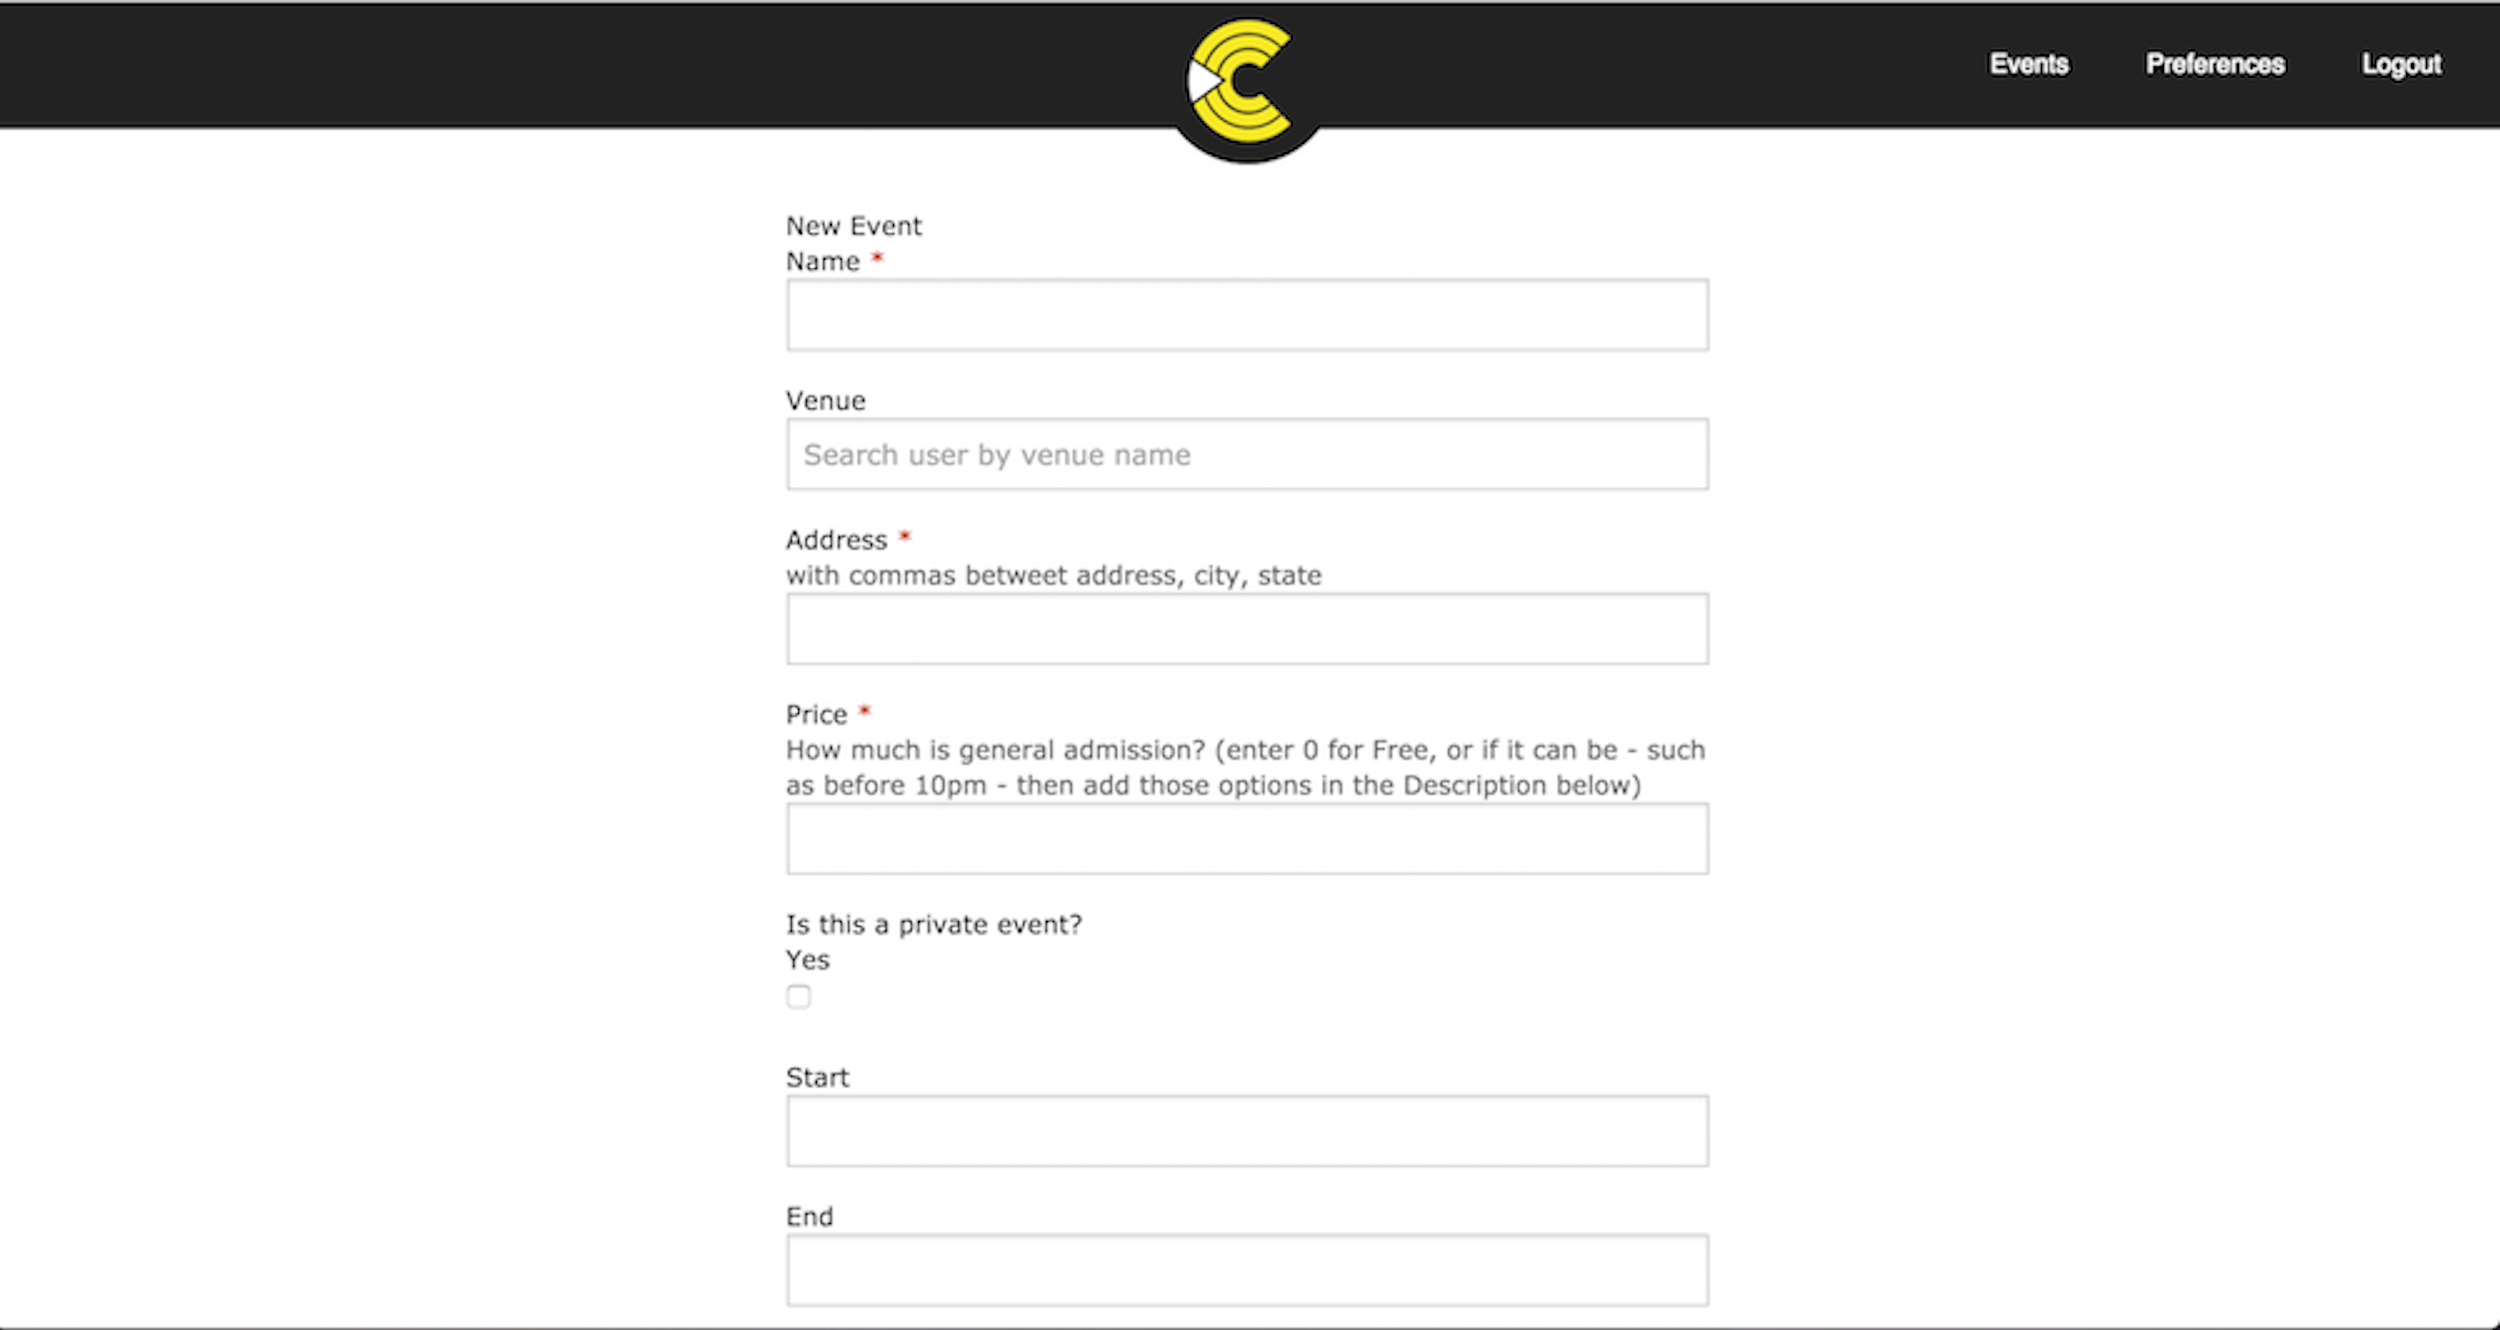 Events Preferences Logout
New Event
Name *
Venue
Search user by venue name
Address *
with commas betweet address, city, state
Price *
How much is general admission? (enter 0 for Free, or if it can be - such
as before 10pm - then add those options in the Description below)
Is this a private event?
Yes
Start
End